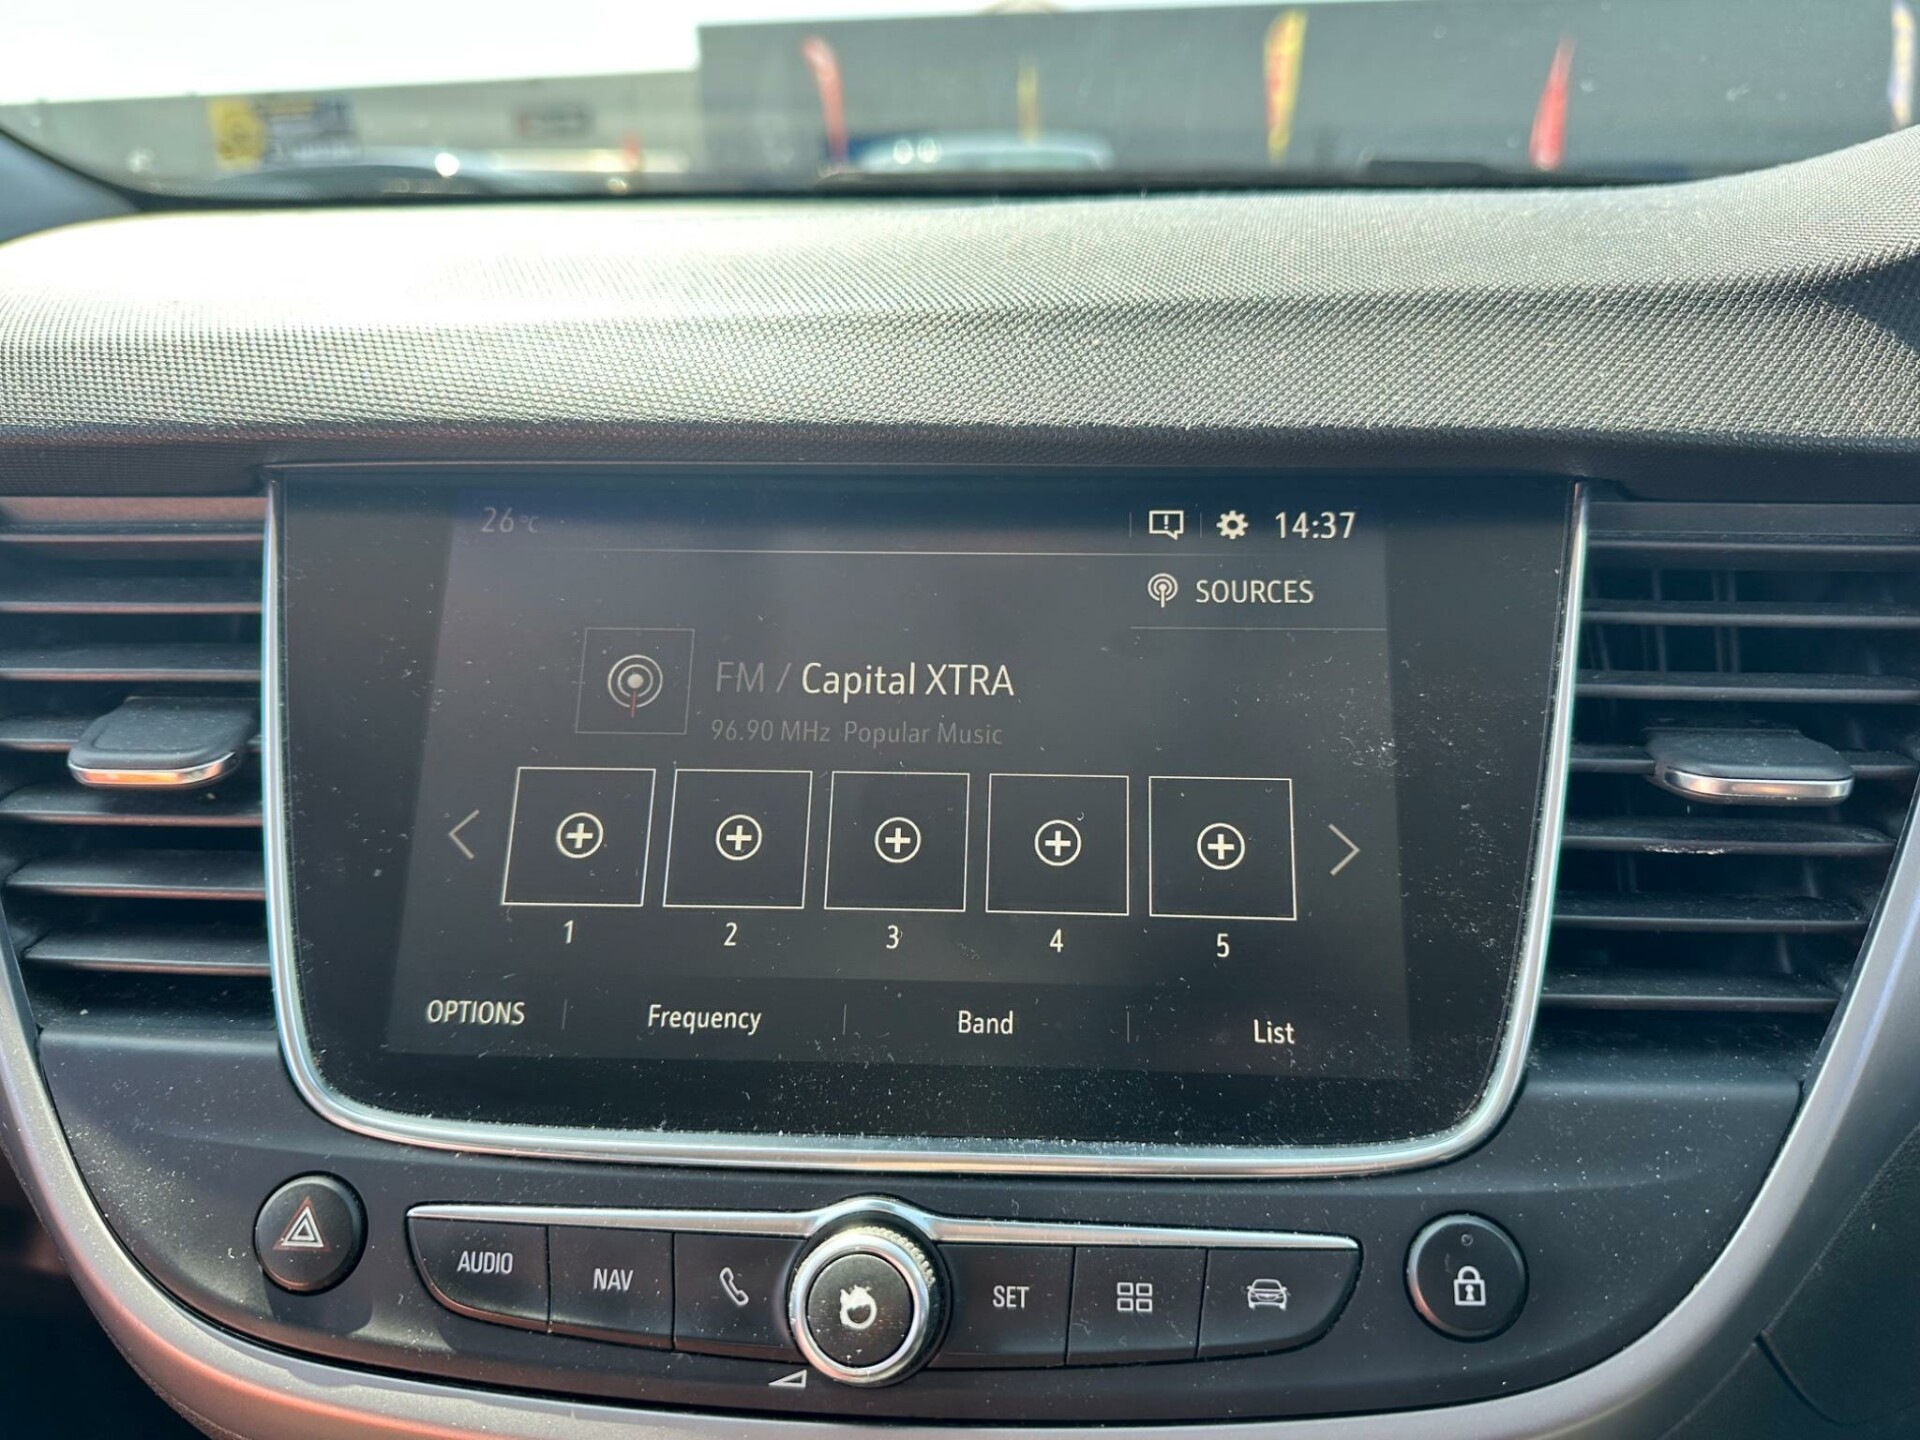 26°C
14:37
SOURCES
FM / Capital XTRA
96.90 MHz Popular Music
1 2 3 4 5
OPTIONS Frequency Band List
AUDIO NAV SET